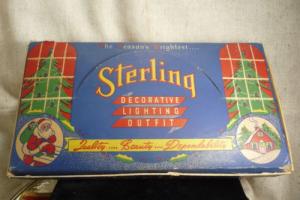 The Season's Brightest....
Sterling
DECORATIVE
LIGHTING
OUTFIT
Quality .... Beauty .... Dependability